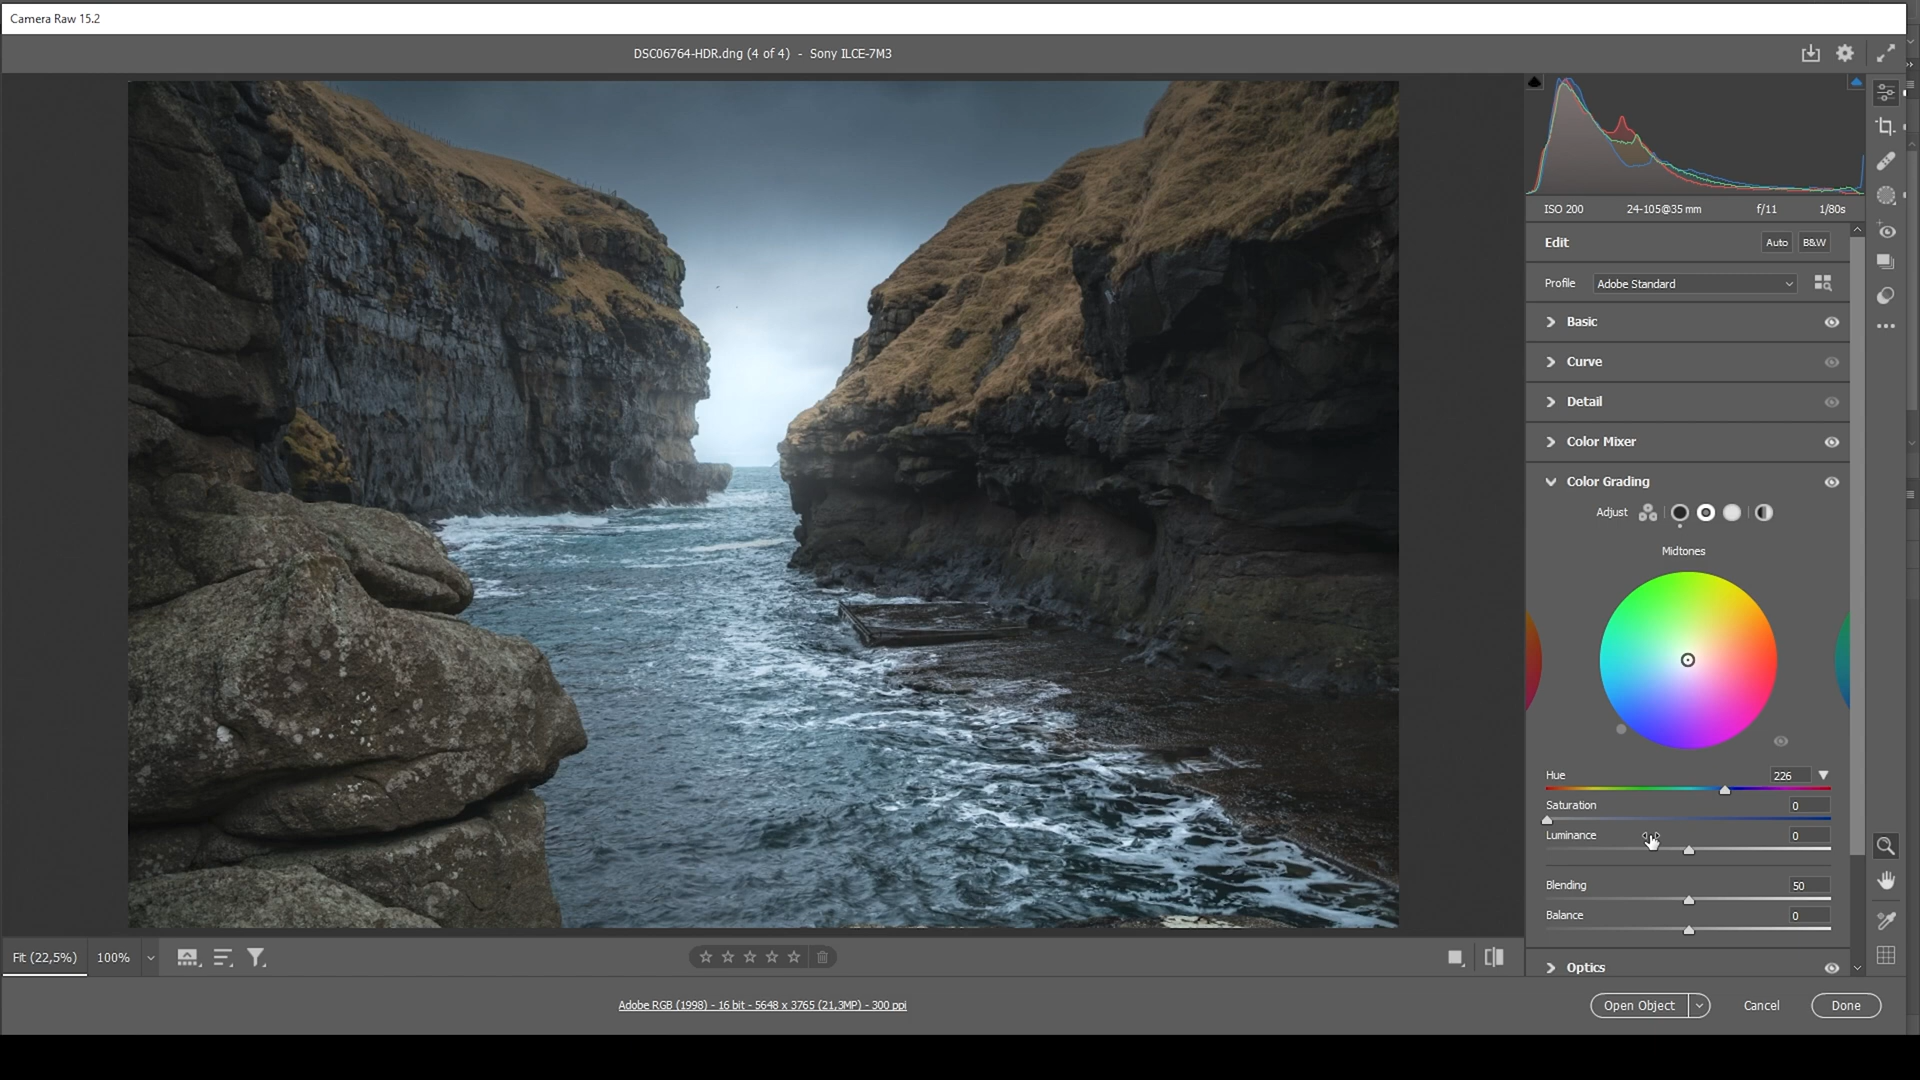 Camera Raw 15.2
DSC06764-HDR.dng (4 of 4) - Sony ILCE-7M3
ISO 200 24-105@35 mm f/11 1/80s
Edit Auto B&W
Profile Adobe Standard
Basic
Curve
Detail
Color Mixer
Color Grading
Adjust
Midtones
Hue 226
Saturation 0
Luminance 0
Blending 50
Balance 0
Optics
Fit (22,5%) 100%
Adobe RGB (1998) - 16 bit - 5648 x 3765 (21,3MP) - 300 ppi
Open Object Cancel Done